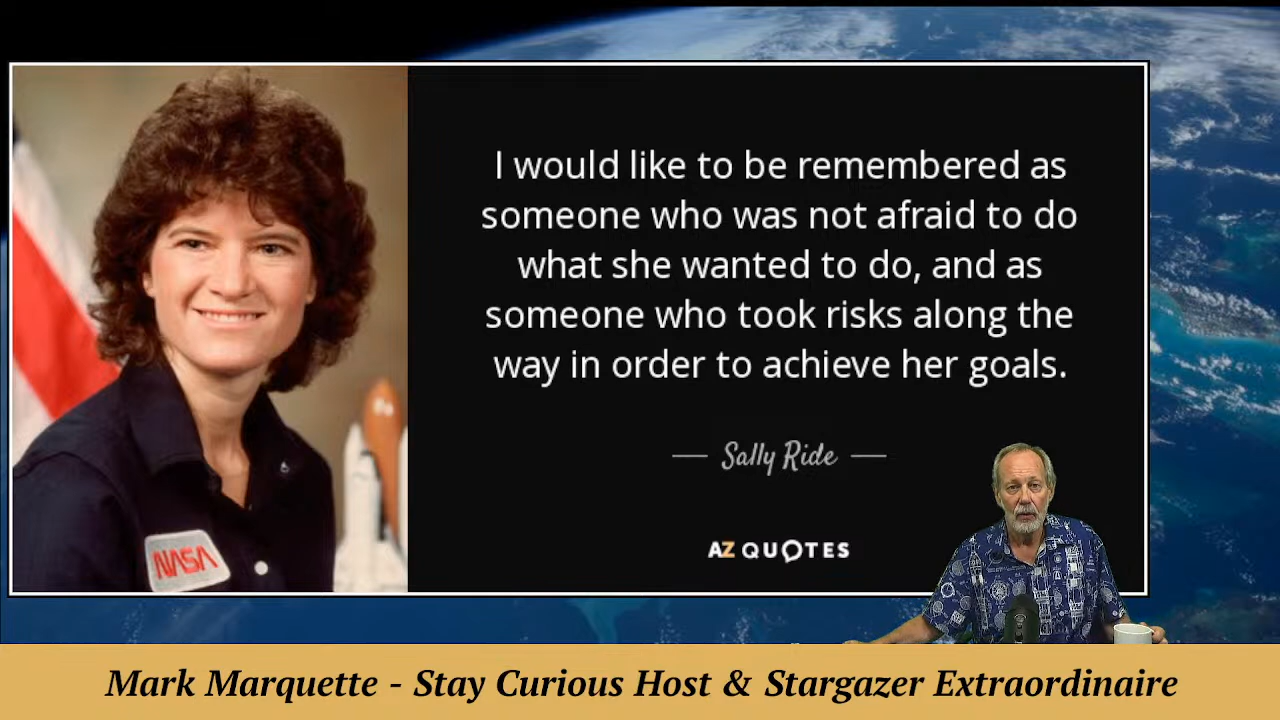 I would like to be remembered as
someone who was not afraid to do
what she wanted to do, and as
someone who took risks along the
way in order to achieve her goals.
— Sally Ride —
AZ QUOTES
NASA
Mark Marquette - Stay Curious Host & Stargazer Extraordinaire